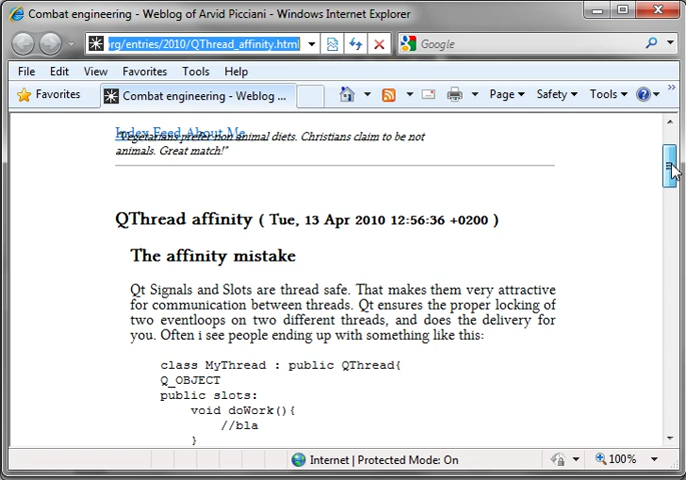 Combat engineering - Weblog of Arvid Picciani - Windows Internet Explorer
org/entries/2010/QThread_affinity.html
Google
File Edit View Favorites Tools Help
Favorites Combat engineering - Weblog ... Page Safety Tools
Index Feed About Me
"Vegetarians prefer non animal diets. Christians claim to be not
animals. Great match!"
QThread affinity ( Tue, 13 Apr 2010 12:56:36 +0200 )
The affinity mistake
Qt Signals and Slots are thread safe. That makes them very attractive
for communication between threads. Qt ensures the proper locking of
two eventloops on two different threads, and does the delivery for
you. Often i see people ending up with something like this:
class MyThread : public QThread{
Q_OBJECT
public slots:
void doWork(){
//bla
}
Internet | Protected Mode: On 100%